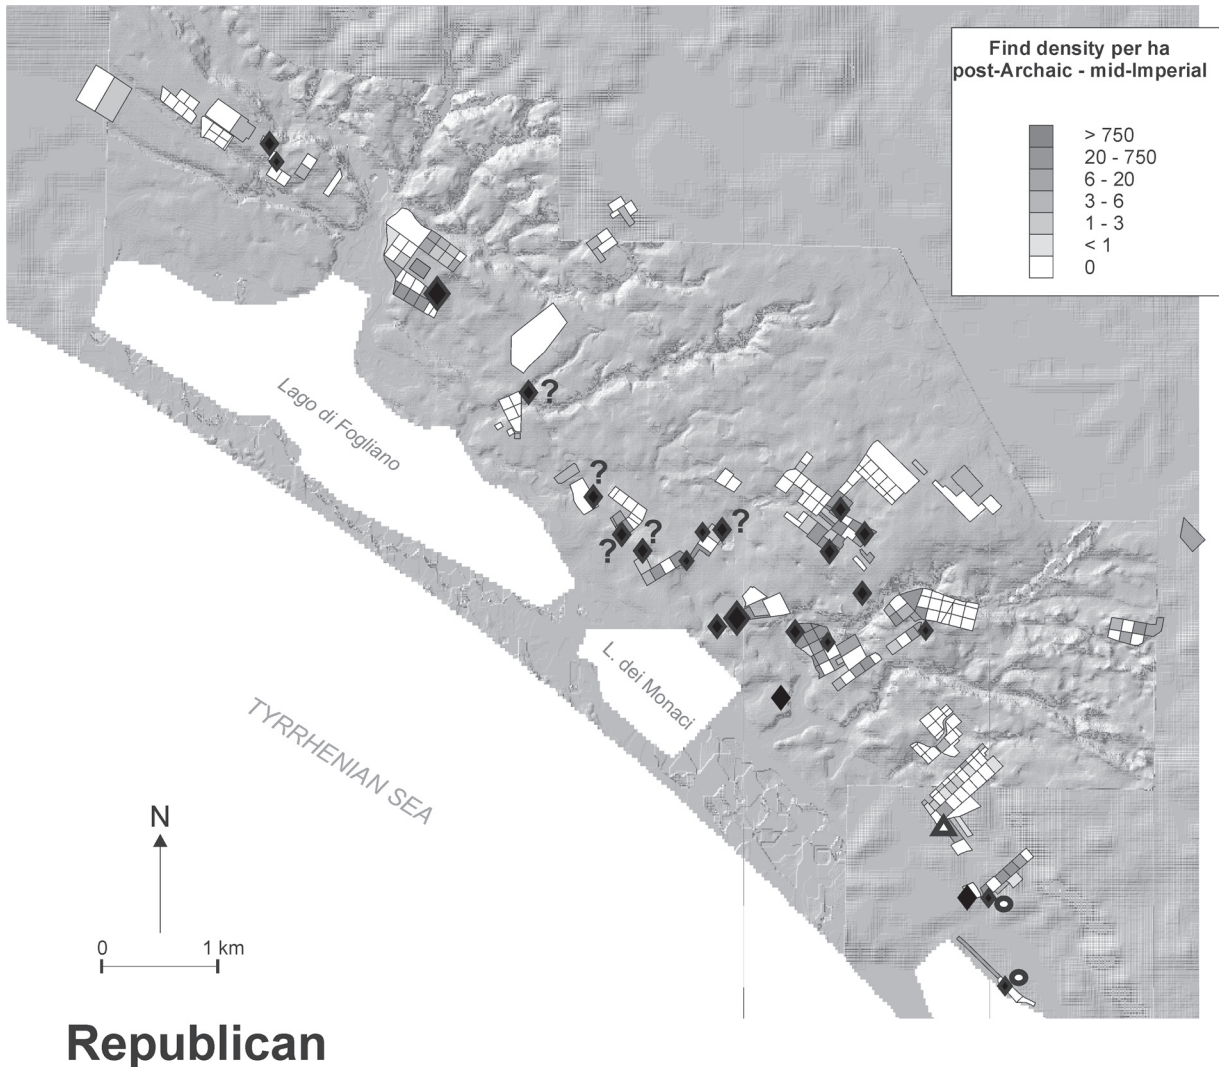 Find density per ha
post-Archaic - mid-Imperial
> 750
20 - 750
6 - 20
3 - 6
1 - 3
< 1
0
?
?
?
?
?
Lago di Fogliano
L. dei Monaci
TYRRHENIAN SEA
N
0 1 km
Republican